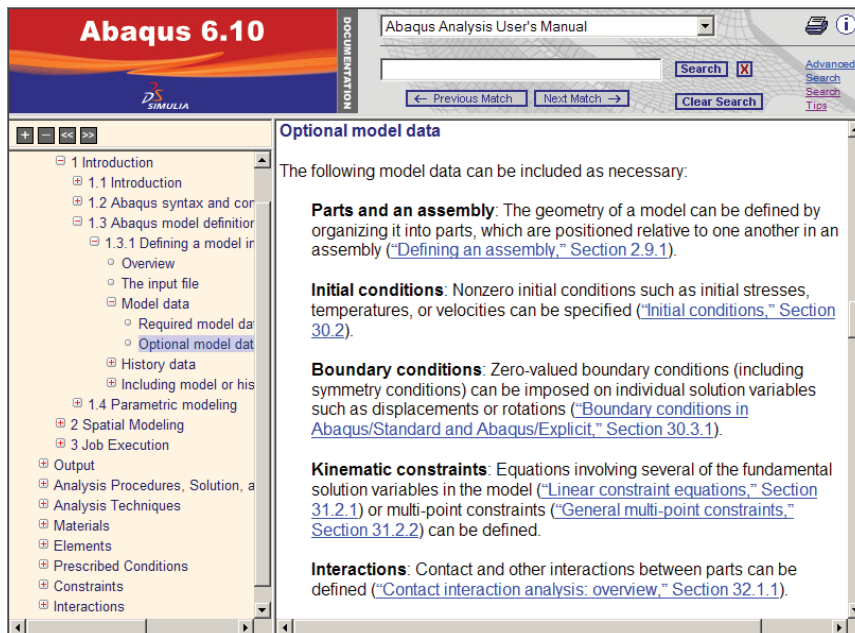 Abaqus 6.10
SIMULIA
DOCUMENTATION
Abaqus Analysis User's Manual
Search X
← Previous Match Next Match →
Clear Search
Advanced
Search
Search
Tips
1 Introduction
1.1 Introduction
1.2 Abaqus syntax and cor
1.3 Abaqus model definition
1.3.1 Defining a model in
Overview
The input file
Model data
Required model da
Optional model dat
History data
Including model or his
1.4 Parametric modeling
2 Spatial Modeling
3 Job Execution
Output
Analysis Procedures, Solution, a
Analysis Techniques
Materials
Elements
Prescribed Conditions
Constraints
Interactions
Optional model data
The following model data can be included as necessary:
Parts and an assembly: The geometry of a model can be defined by
organizing it into parts, which are positioned relative to one another in an
assembly (“Defining an assembly,” Section 2.9.1).
Initial conditions: Nonzero initial conditions such as initial stresses,
temperatures, or velocities can be specified (“Initial conditions,” Section
30.2).
Boundary conditions: Zero-valued boundary conditions (including
symmetry conditions) can be imposed on individual solution variables
such as displacements or rotations (“Boundary conditions in
Abaqus/Standard and Abaqus/Explicit,” Section 30.3.1).
Kinematic constraints: Equations involving several of the fundamental
solution variables in the model (“Linear constraint equations,” Section
31.2.1) or multi-point constraints (“General multi-point constraints,”
Section 31.2.2) can be defined.
Interactions: Contact and other interactions between parts can be
defined (“Contact interaction analysis: overview,” Section 32.1.1).